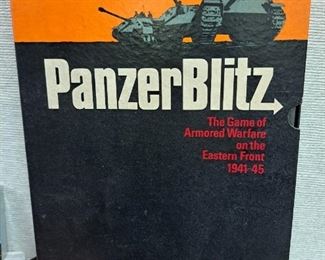 PanzerBlitz
The Game of
Armored Warfare
on the
Eastern Front
1941-45